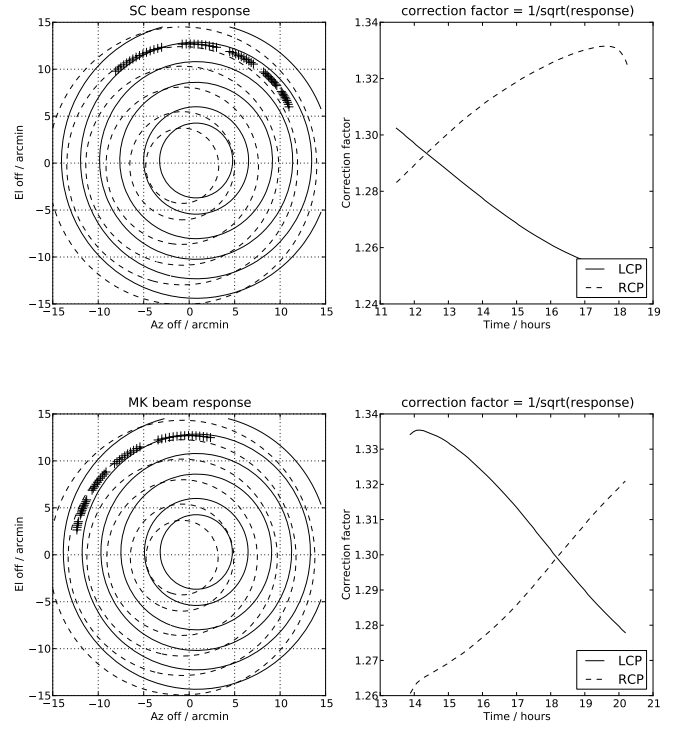 SC beam response
15
10
5
0
−5
−10
−15
−15 −10 −5 0 5 10 15
El off / arcmin
Az off / arcmin
correction factor = 1/sqrt(response)
1.34
1.32
1.30
1.28
1.26
1.24
11 12 13 14 15 16 17 18 19
Correction factor
Time / hours
LCP
RCP
MK beam response
15
10
5
0
−5
−10
−15
−15 −10 −5 0 5 10 15
El off / arcmin
Az off / arcmin
correction factor = 1/sqrt(response)
1.34
1.33
1.32
1.31
1.30
1.29
1.28
1.27
1.26
13 14 15 16 17 18 19 20 21
Correction factor
Time / hours
LCP
RCP